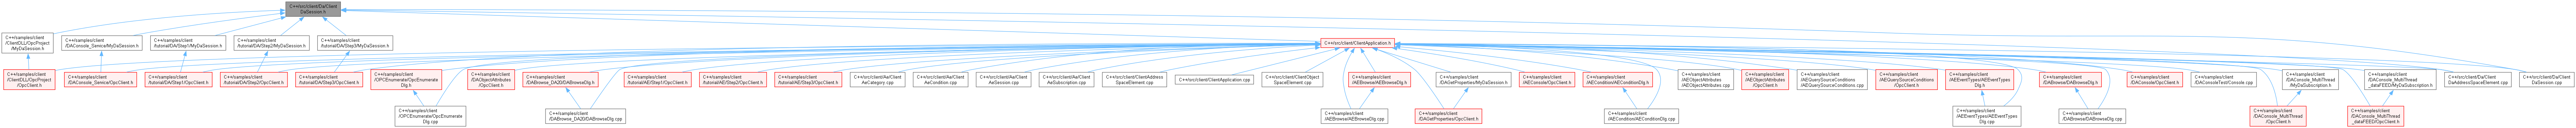 C++/src/client/Da/Client
DaSession.h
C++/samples/client
/ClientDLL/OpcProject
/MyDaSession.h
C++/samples/client
/DAConsole_Service/MyDaSession.h
C++/samples/client
/tutorial/DA/Step1/MyDaSession.h
C++/samples/client
/tutorial/DA/Step2/MyDaSession.h
C++/samples/client
/tutorial/DA/Step3/MyDaSession.h
C++/src/client/ClientApplication.h
C++/samples/client
/ClientDLL/OpcProject
/OpcClient.h
C++/samples/client
/DAConsole_Service/OpcClient.h
C++/samples/client
/tutorial/DA/Step1/OpcClient.h
C++/samples/client
/tutorial/DA/Step2/OpcClient.h
C++/samples/client
/tutorial/DA/Step3/OpcClient.h
C++/samples/client
/OPCEnumerate/OpcEnumerate
Dlg.h
C++/samples/client
/DAObjectAttributes
/OpcClient.h
C++/samples/client
/DABrowse_DA2D/DABrowseDlg.h
C++/samples/client
/tutorial/AE/Step1/OpcClient.h
C++/samples/client
/tutorial/AE/Step2/OpcClient.h
C++/samples/client
/tutorial/AE/Step3/OpcClient.h
C++/src/client/Ae/Client
AeCategory.cpp
C++/src/client/Ae/Client
AeCondition.cpp
C++/src/client/Ae/Client
AeSession.cpp
C++/src/client/Ae/Client
AeSubscription.cpp
C++/src/client/ClientAddress
SpaceElement.cpp
C++/src/client/ClientApplication.cpp
C++/src/client/ClientObject
SpaceElement.cpp
C++/samples/client
/AEBrowse/AEBrowseDlg.h
C++/samples/client
/DAGetProperties/MyDaSession.h
C++/samples/client
/AEConsole/OpcClient.h
C++/samples/client
/AECondition/AEConditionDlg.h
C++/samples/client
/AEObjectAttributes
/AEObjectAttributes.cpp
C++/samples/client
/AEObjectAttributes
/OpcClient.h
C++/samples/client
/AEQuerySourceConditions
/AEQuerySourceConditions.cpp
C++/samples/client
/AEQuerySourceConditions
/OpcClient.h
C++/samples/client
/AEEventTypes/AEEventTypes
Dlg.h
C++/samples/client
/DABrowse/DABrowseDlg.h
C++/samples/client
/DAConsole/OpcClient.h
C++/samples/client
/DAConsoleTest/Console.cpp
C++/samples/client
/DAConsole_MultiThread
/MyDaSubscription.h
C++/samples/client
/DAConsole_MultiThread
_dataFEED/MyDaSubscription.h
C++/src/client/Da/Client
DaAddressSpaceElement.cpp
C++/src/client/Da/Client
DaSession.cpp
C++/samples/client
/OPCEnumerate/OpcEnumerate
Dlg.cpp
C++/samples/client
/DABrowse_DA2D/DABrowseDlg.cpp
C++/samples/client
/AEBrowse/AEBrowseDlg.cpp
C++/samples/client
/DAGetProperties/OpcClient.h
C++/samples/client
/AECondition/AEConditionDlg.cpp
C++/samples/client
/AEEventTypes/AEEventTypes
Dlg.cpp
C++/samples/client
/DABrowse/DABrowseDlg.cpp
C++/samples/client
/DAConsole_MultiThread
/OpcClient.h
C++/samples/client
/DAConsole_MultiThread
_dataFEED/OpcClient.h